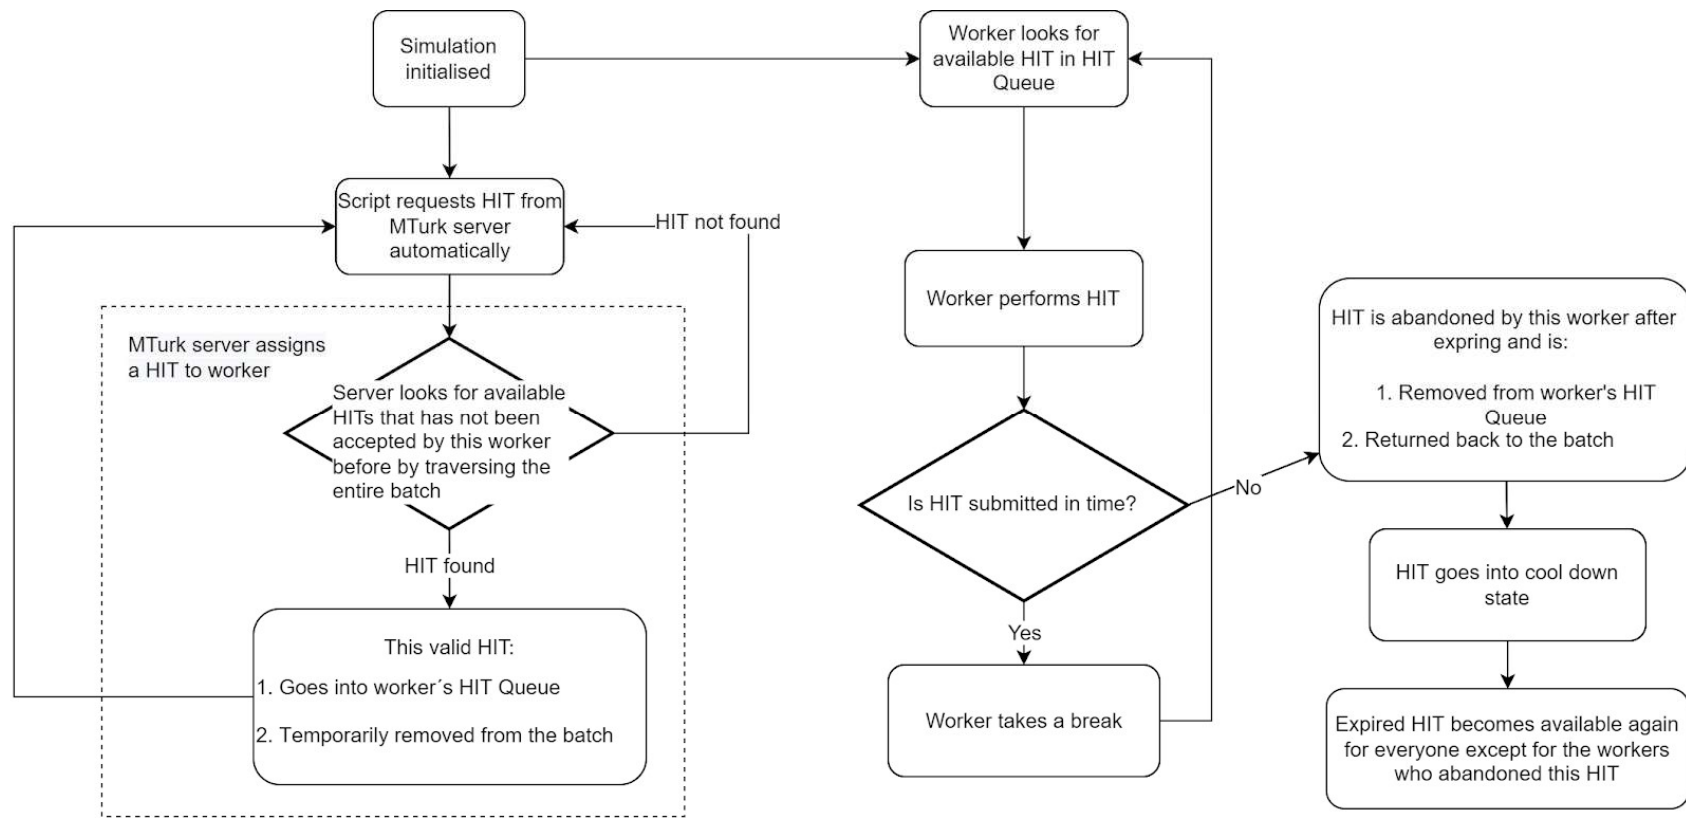 Simulation
initialised
Worker looks for
available HIT in HIT
Queue
Script requests HIT from
MTurk server
automatically
HIT not found
MTurk server assigns
a HIT to worker
Server looks for available
HITs that has not been
accepted by this worker
before by traversing the
entire batch
HIT found
This valid HIT:
1. Goes into worker´s HIT Queue
2. Temporarily removed from the batch
Worker performs HIT
Is HIT submitted in time?
No
Yes
Worker takes a break
HIT is abandoned by this worker after
expring and is:
1. Removed from worker's HIT
Queue
2. Returned back to the batch
HIT goes into cool down
state
Expired HIT becomes available again
for everyone except for the workers
who abandoned this HIT